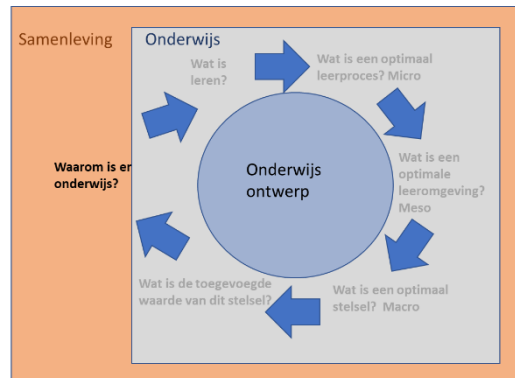 Samenleving
Onderwijs
Wat is
leren?
Wat is een optimaal
leerproces? Micro
Waarom is er
onderwijs?
Onderwijs
ontwerp
Wat is een
optimale
leeromgeving?
Meso
Wat is de toegevoegde
waarde van dit stelsel?
Wat is een optimaal
stelsel? Macro